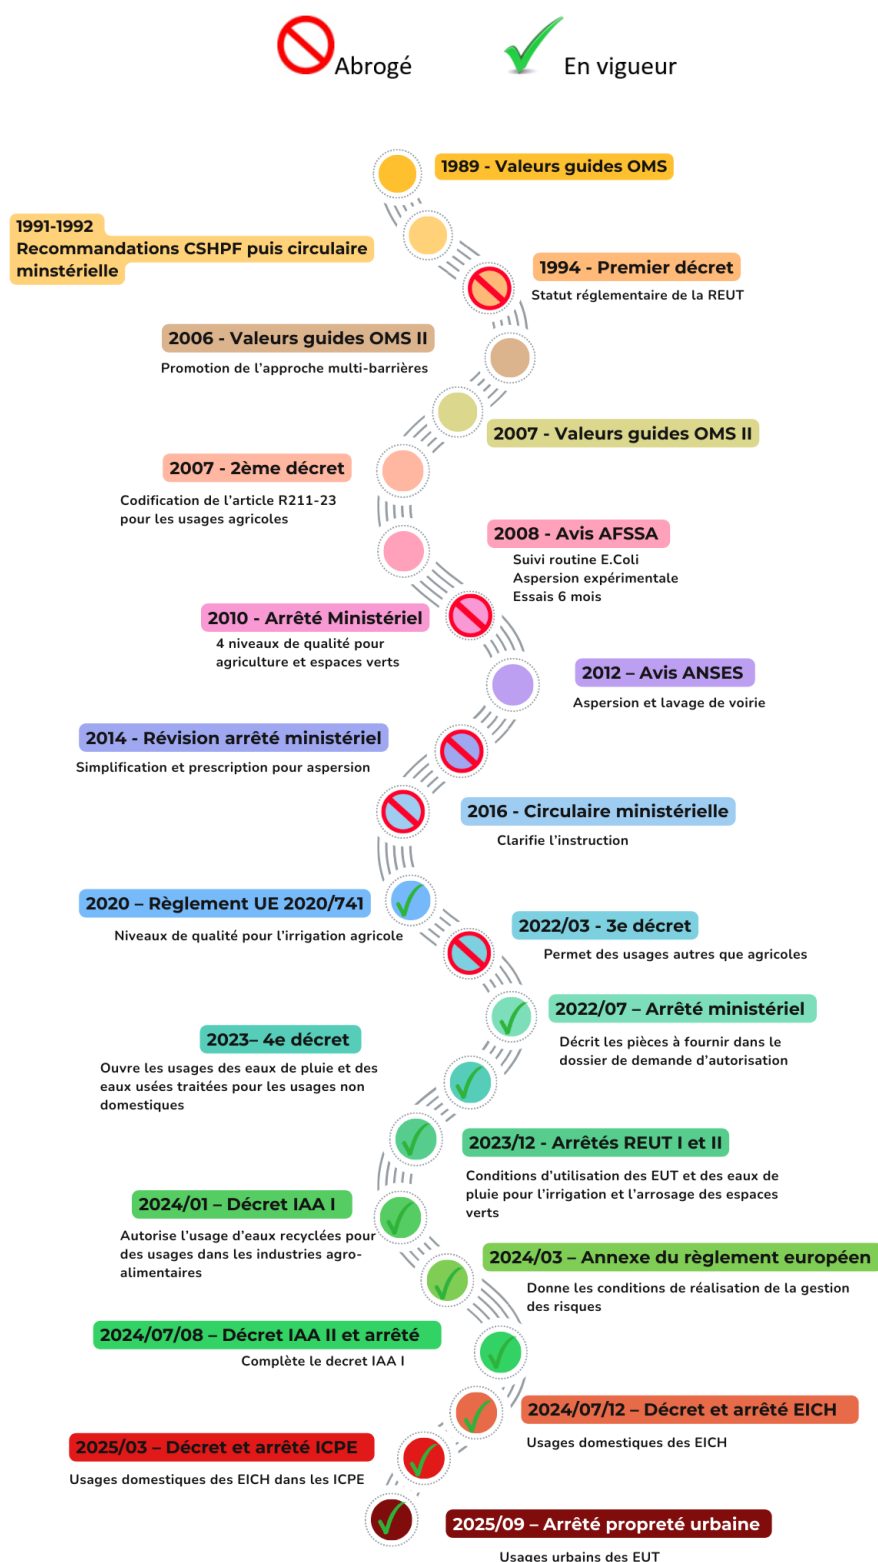 Abrogé
En vigueur
1989 - Valeurs guides OMS
1991-1992
Recommandations CSHPF puis circulaire
minstérielle
1994 - Premier décret
Statut réglementaire de la REUT
2006 - Valeurs guides OMS II
Promotion de l’approche multi-barrières
2007 - Valeurs guides OMS II
2007 - 2ème décret
Codification de l’article R211-23
pour les usages agricoles
2008 - Avis AFSSA
Suivi routine E.Coli
Aspersion expérimentale
Essais 6 mois
2010 - Arrêté Ministériel
4 niveaux de qualité pour
agriculture et espaces verts
2012 – Avis ANSES
Aspersion et lavage de voirie
2014 - Révision arrêté ministériel
Simplification et prescription pour aspersion
2016 - Circulaire ministérielle
Clarifie l’instruction
2020 – Règlement UE 2020/741
Niveaux de qualité pour l’irrigation agricole
2022/03 - 3e décret
Permet des usages autres que agricoles
2022/07 – Arrêté ministériel
Décrit les pièces à fournir dans le
dossier de demande d’autorisation
2023– 4e décret
Ouvre les usages des eaux de pluie et des
eaux usées traitées pour les usages non
domestiques
2023/12 - Arrêtés REUT I et II
Conditions d’utilisation des EUT et des eaux de
pluie pour l’irrigation et l’arrosage des espaces
verts
2024/01 – Décret IAA I
Autorise l’usage d’eaux recyclées pour
des usages dans les industries agro-
alimentaires
2024/03 – Annexe du règlement européen
Donne les conditions de réalisation de la gestion
des risques
2024/07/08 – Décret IAA II et arrêté
Complète le decret IAA I
2024/07/12 – Décret et arrêté EICH
Usages domestiques des EICH
2025/03 – Décret et arrêté ICPE
Usages domestiques des EICH dans les ICPE
2025/09 – Arrêté propreté urbaine
Usages urbains des EUT